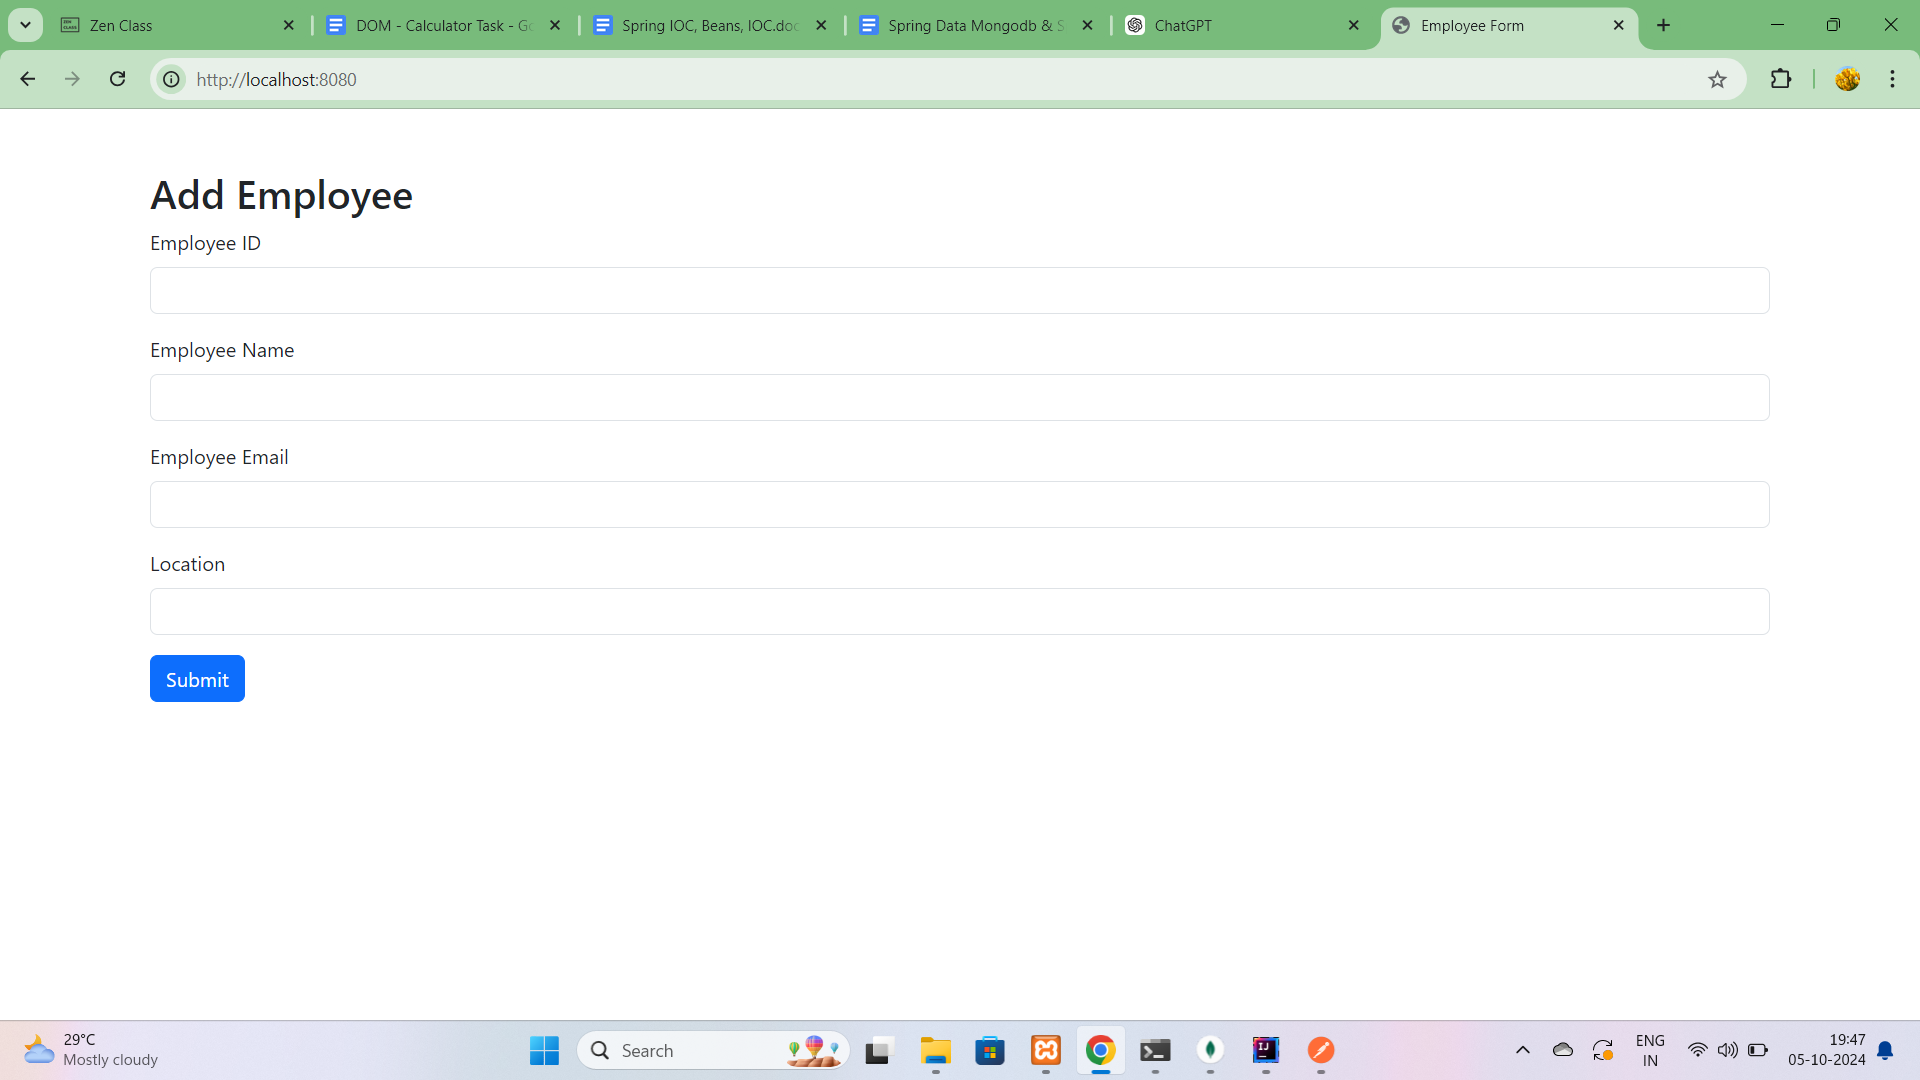 Zen Class
DOM - Calculator Task - Go
Spring IOC, Beans, IOC.doc
Spring Data Mongodb & S
ChatGPT
Employee Form
http://localhost:8080
Add Employee
Employee ID
Employee Name
Employee Email
Location
Submit
29°C
Mostly cloudy
Search
ENG
IN
19:47
05-10-2024